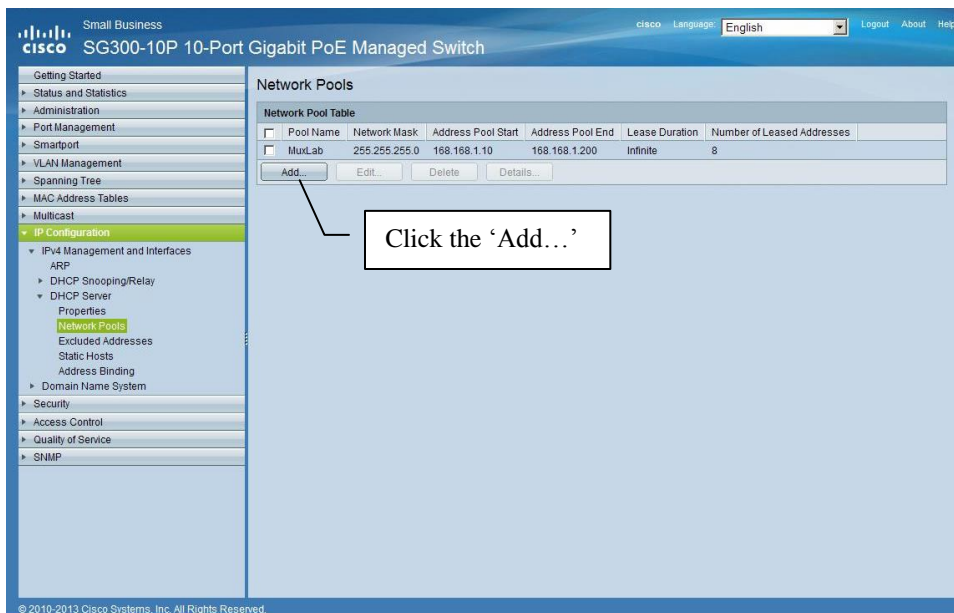 Small Business
cisco Language English Logout About Help
CISCO SG300-10P 10-Port Gigabit PoE Managed Switch
Getting Started
Status and Statistics
Administration
Port Management
Smartport
VLAN Management
Spanning Tree
MAC Address Tables
Multicast
IP Configuration
IPv4 Management and Interfaces
ARP
DHCP Snooping/Relay
DHCP Server
Properties
Network Pools
Excluded Addresses
Static Hosts
Address Binding
Domain Name System
Security
Access Control
Quality of Service
SNMP
Network Pools
Network Pool Table
Pool Name Network Mask Address Pool Start Address Pool End Lease Duration Number of Leased Addresses
MuxLab 255.255.255.0 168.168.1.10 168.168.1.200 Infinite 8
Add... Edit... Delete Details...
Click the ‘Add…’
© 2010-2013 Cisco Systems, Inc. All Rights Reserved.